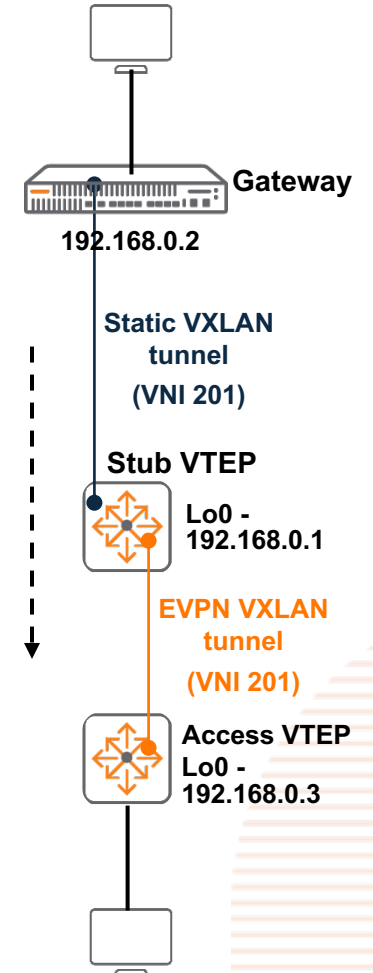 Gateway
192.168.0.2
Static VXLAN
tunnel
(VNI 201)
Stub VTEP
Lo0 -
192.168.0.1
EVPN VXLAN
tunnel
(VNI 201)
Access VTEP
Lo0 -
192.168.0.3